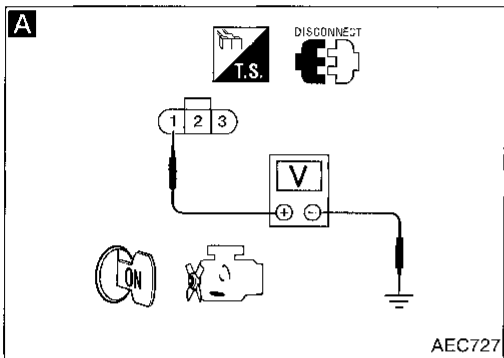 A
T.S.
DISCONNECT
1 2 3
V
+ −
ON
AEC727